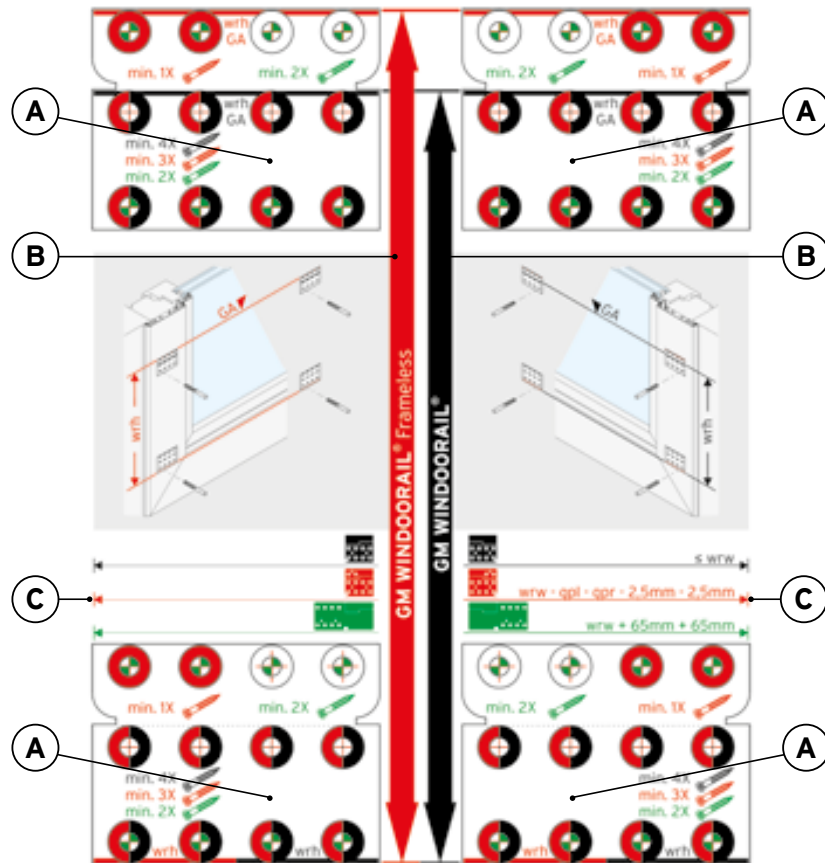 wrh
GA
min. 1X
min. 2X
wrh
GA
min. 2X
min. 1X
A
wrh
GA
min. 4X
min. 3X
min. 2X
wrh
GA
min. 4X
min. 3X
min. 2X
A
B
B
GA
wrh
GM WINDOORAIL® Frameless
GM WINDOORAIL®
GA
wrh
≤ wrw
C
wrw - gpl - gpr - 2,5mm - 2,5mm
C
wrw + 65mm + 65mm
min. 1X
min. 2X
min. 2X
min. 1X
A
min. 4X
min. 3X
min. 2X
min. 4X
min. 3X
min. 2X
A
wrh
wrh
wrh
wrh